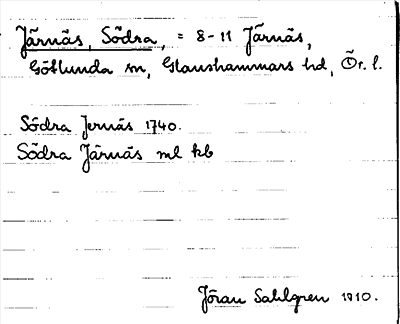 Järnäs, Södra, = 8-11 Järnäs,
Götlunda sn, Glanshammars hd, Ör. l.
Södra Jernäs 1740.
Södra Järnäs ml kb
Jöran Sahlgren 1910.